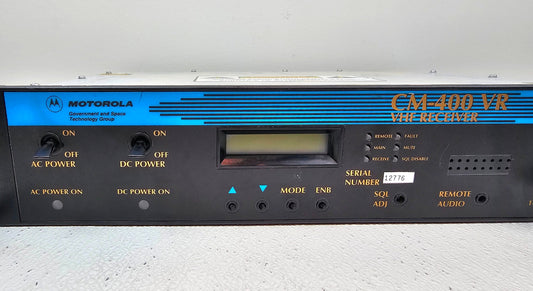 MOTOROLA
Government and Space
Technology Group
CM-400 VR
VHF RECEIVER
ON
ON
OFF
OFF
AC POWER
DC POWER
REMOTE
FAULT
MAIN
MUTE
RECEIVE
SQL DISABLE
SERIAL
NUMBER
12776
AC POWER ON
DC POWER ON
MODE
ENB
SQL
ADJ
REMOTE
AUDIO